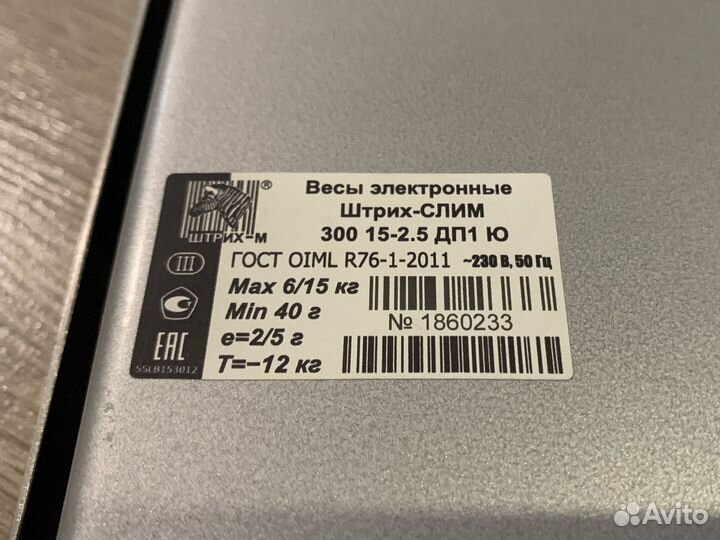 Весы электронные
Штрих-СЛИМ
300 15-2.5 ДП1 Ю
ШТРИХ-М ®
ГОСТ OIML R76-1-2011 ~230 В, 50 Гц
III
Max 6/15 кг
Min 40 г
№ 1860233
e=2/5 г
T=−12 кг
EAC
SSLB153012
Avito